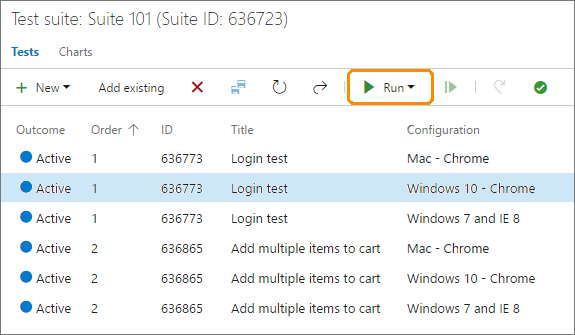 Test suite: Suite 101 (Suite ID: 636723)
Tests Charts
New Add existing Run
Outcome Order ID Title Configuration
Active 1 636773 Login test Mac - Chrome
Active 1 636773 Login test Windows 10 - Chrome
Active 1 636773 Login test Windows 7 and IE 8
Active 2 636865 Add multiple items to cart Mac - Chrome
Active 2 636865 Add multiple items to cart Windows 10 - Chrome
Active 2 636865 Add multiple items to cart Windows 7 and IE 8